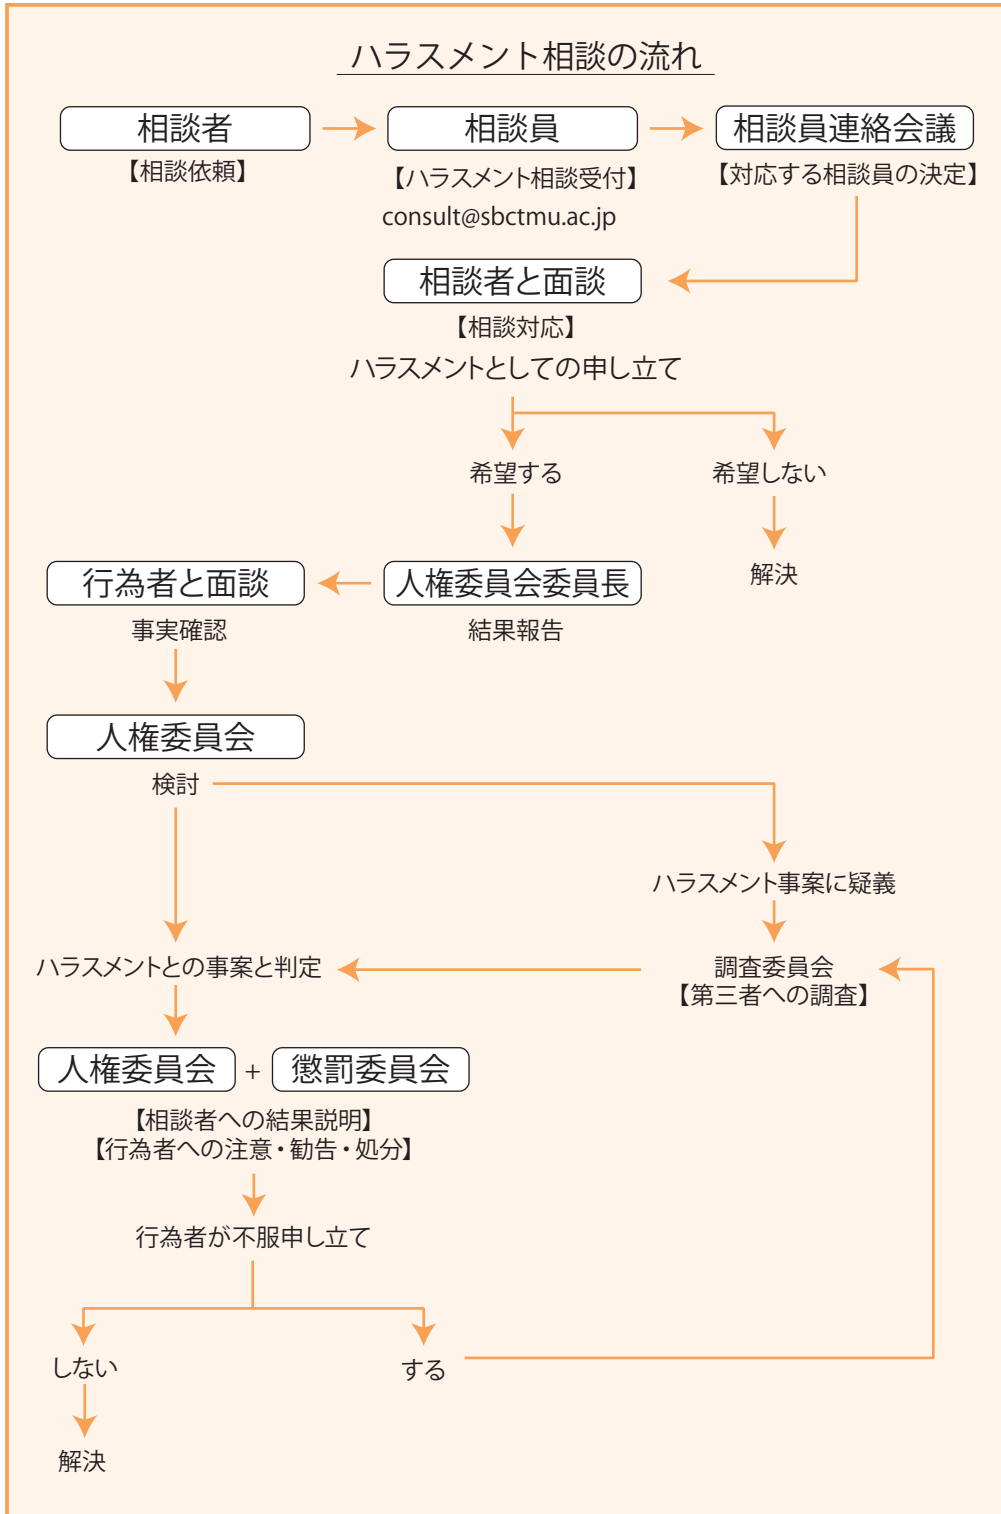 ハラスメント相談の流れ
相談者
相談員
相談員連絡会議
【相談依頼】
【ハラスメント相談受付】
【対応する相談員の決定】
consult@sbctmu.ac.jp
相談者と面談
【相談対応】
ハラスメントとしての申し立て
希望する
希望しない
行為者と面談
人権委員会委員長
解決
事実確認
結果報告
人権委員会
検討
ハラスメント事案に疑義
ハラスメントとの事案と判定
調査委員会
【第三者への調査】
人権委員会 + 懲罰委員会
【相談者への結果説明】
【行為者への注意・勧告・処分】
行為者が不服申し立て
しない
する
解決